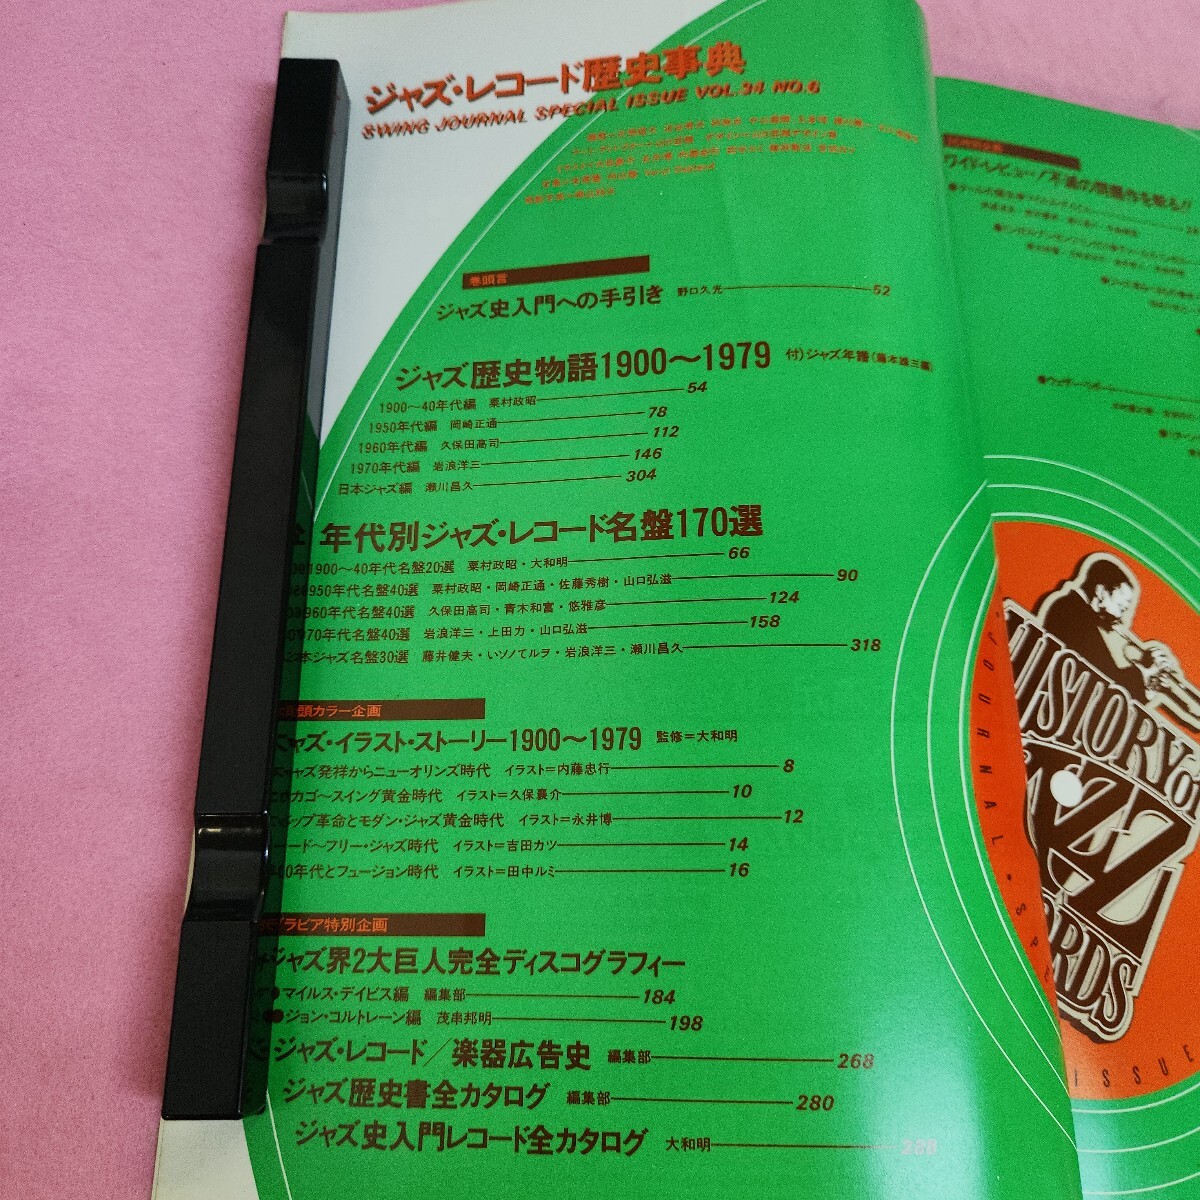 ジャズ・レコード歴史事典
SWING JOURNAL SPECIAL ISSUE VOL.34 NO.6
巻頭言
ジャズ史入門への手引き 野口久光 52
ジャズ歴史物語1900〜1979 付)ジャズ年譜
1900〜40年代編 粟村政昭 54
1950年代編 岡崎正通 78
1960年代編 久保田高司 112
1970年代編 岩浪洋三 146
日本ジャズ編 瀬川昌久 304
年代別ジャズ・レコード名盤170選
1900〜40年代名盤20選 粟村政昭・大和明 66
950年代名盤40選 粟村政昭・岡崎正通・佐藤秀樹・山口弘滋 90
960年代名盤40選 久保田高司・青木和富・悠雅彦 124
970年代名盤40選 岩浪洋三・上田力・山口弘滋 158
本ジャズ名盤30選 藤井健夫・いソノてルヲ・岩浪洋三・瀬川昌久 318
頭カラー企画
ャズ・イラスト・ストーリー1900〜1979 監修=大和明
ャズ発祥からニューオリンズ時代 イラスト=内藤忠行 8
カゴ〜スイング黄金時代 イラスト=久保襄介 10
バップ革命とモダン・ジャズ黄金時代 イラスト=永井博 12
ード〜フリー・ジャズ時代 イラスト=吉田カツ 14
年代とフュージョン時代 イラスト=田中ルミ 16
ラビア特別企画
ジャズ界2大巨人完全ディスコグラフィー
●マイルス・デイビス編 編集部 184
●ジョン・コルトレーン編 茂串邦明 198
ジャズ・レコード/楽器広告史 編集部 268
ジャズ歴史書全カタログ 編集部 280
ジャズ史入門レコード全カタログ 大和明 288
HISTORY OF
JAZZ
ORDS
JOURNAL・SP
ISSUE